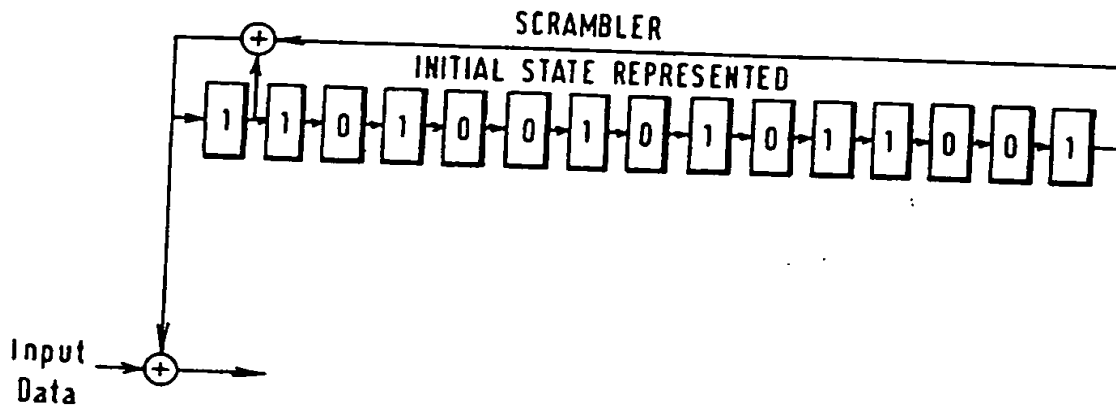 SCRAMBLER
INITIAL STATE REPRESENTED
1 1 0 1 0 0 1 0 1 0 1 1 0 0 1
Input
Data